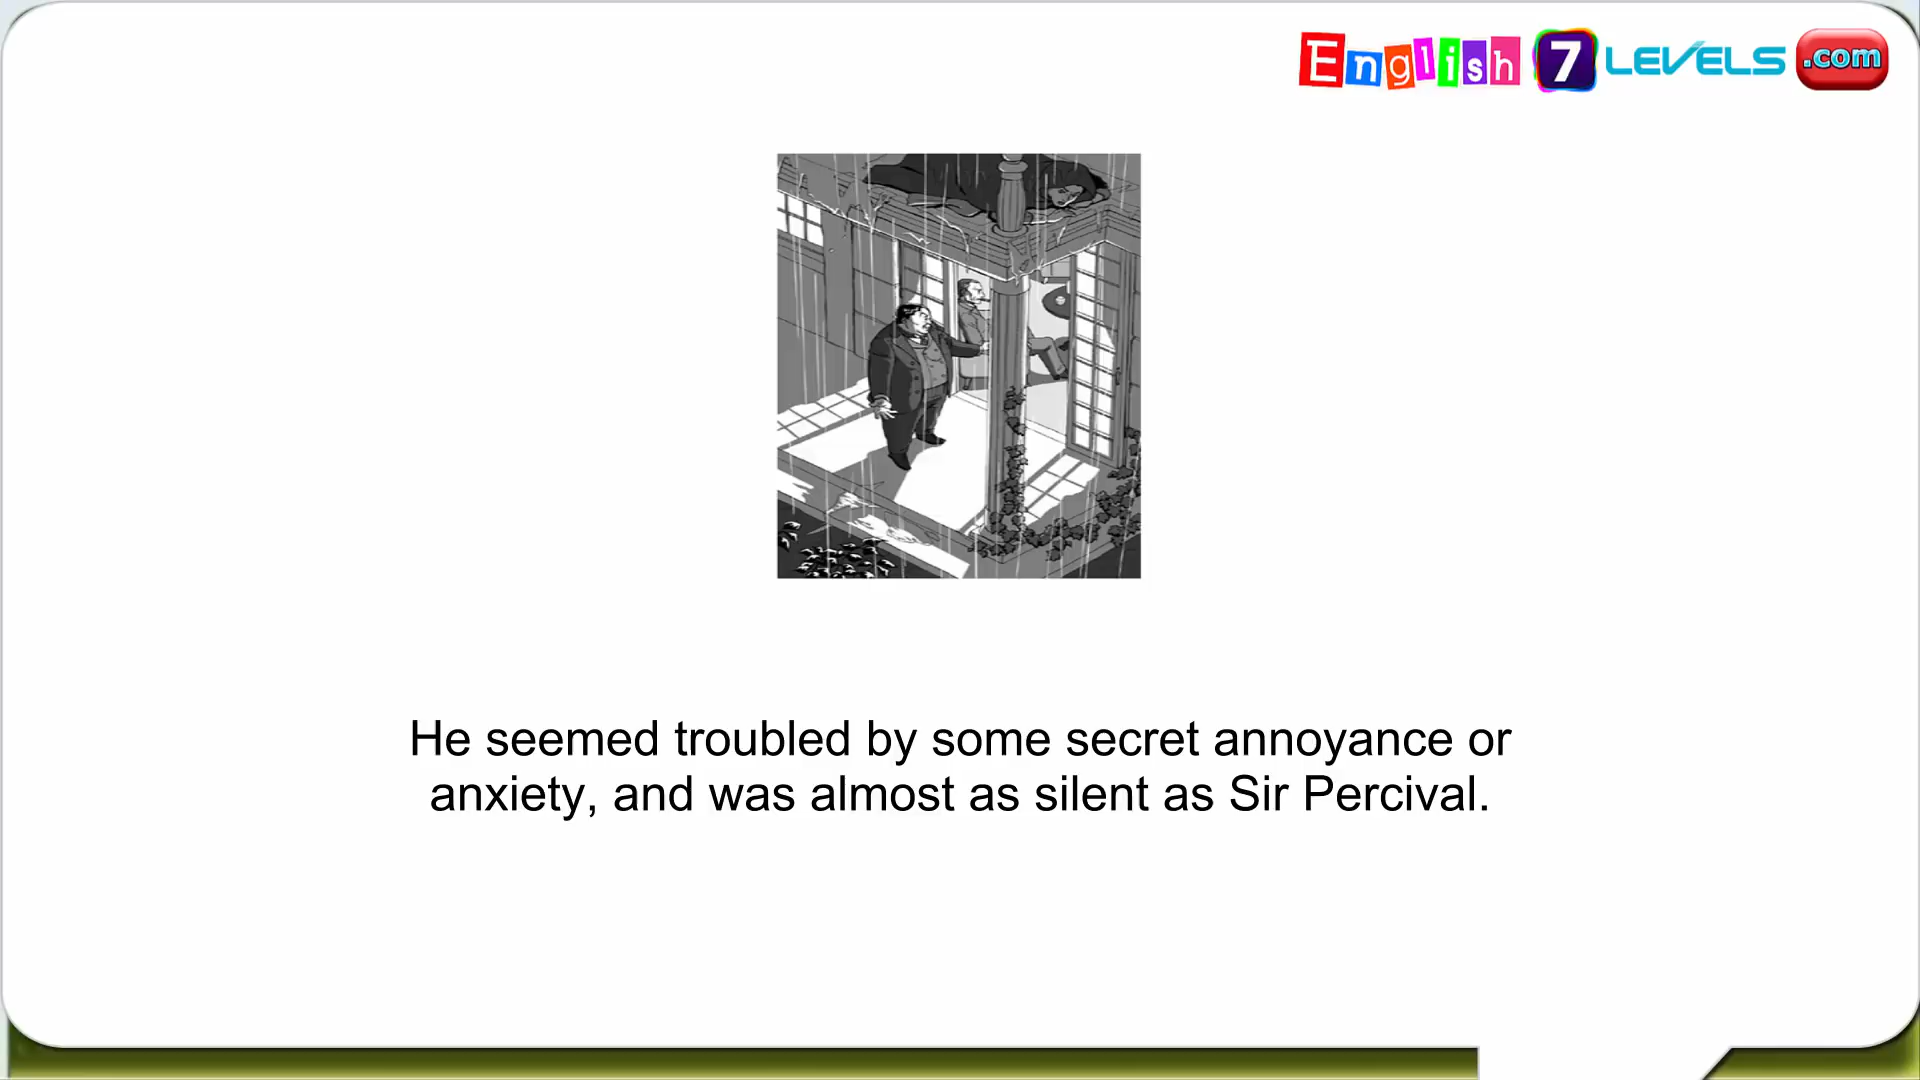 English 7 LEVELS .com
He seemed troubled by some secret annoyance or
anxiety, and was almost as silent as Sir Percival.